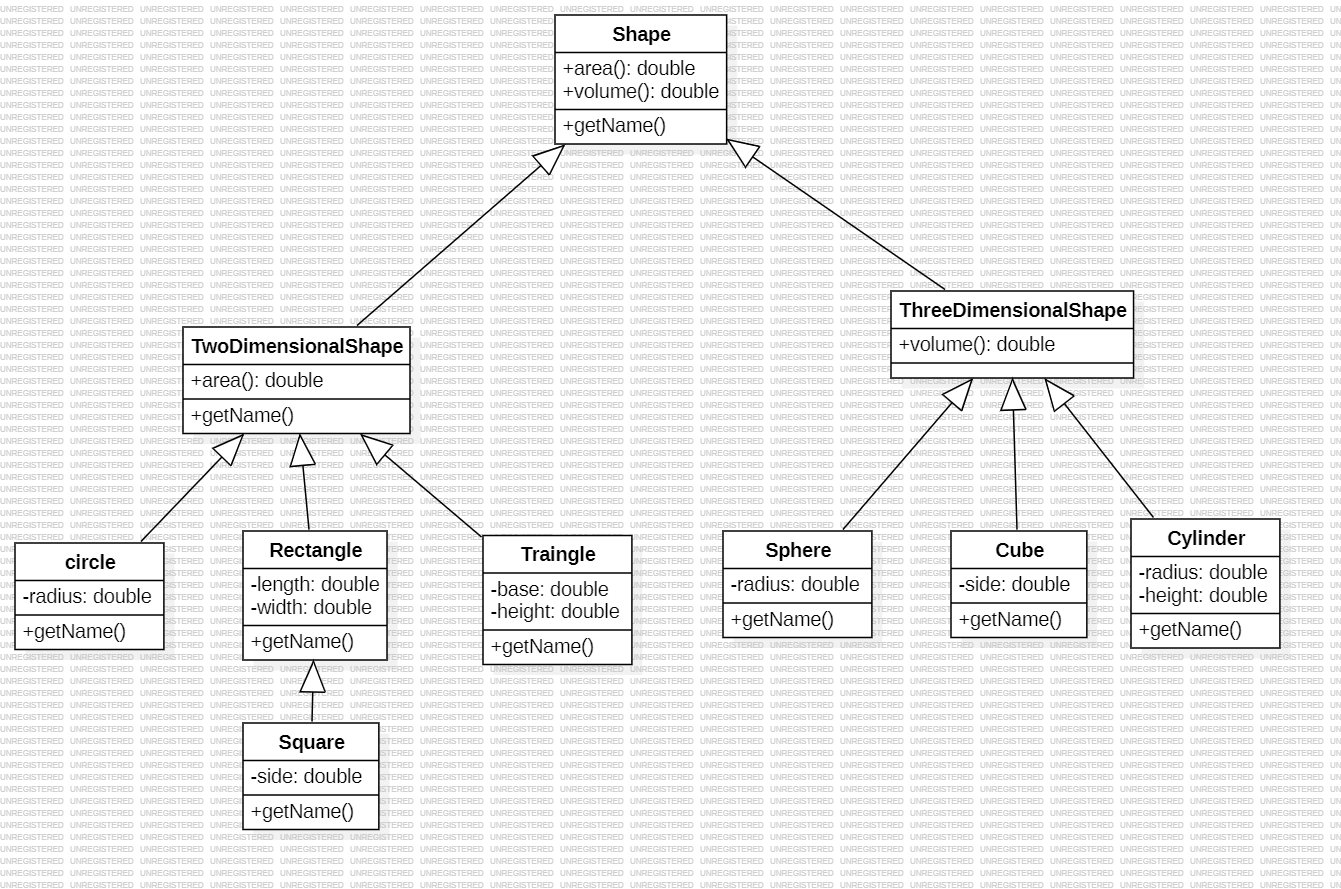 Shape
+area(): double
+volume(): double
+getName()
TwoDimensionalShape
+area(): double
+getName()
ThreeDimensionalShape
+volume(): double
circle
-radius: double
+getName()
Rectangle
-length: double
-width: double
+getName()
Traingle
-base: double
-height: double
+getName()
Sphere
-radius: double
+getName()
Cube
-side: double
+getName()
Cylinder
-radius: double
-height: double
+getName()
Square
-side: double
+getName()
UNREGISTERED